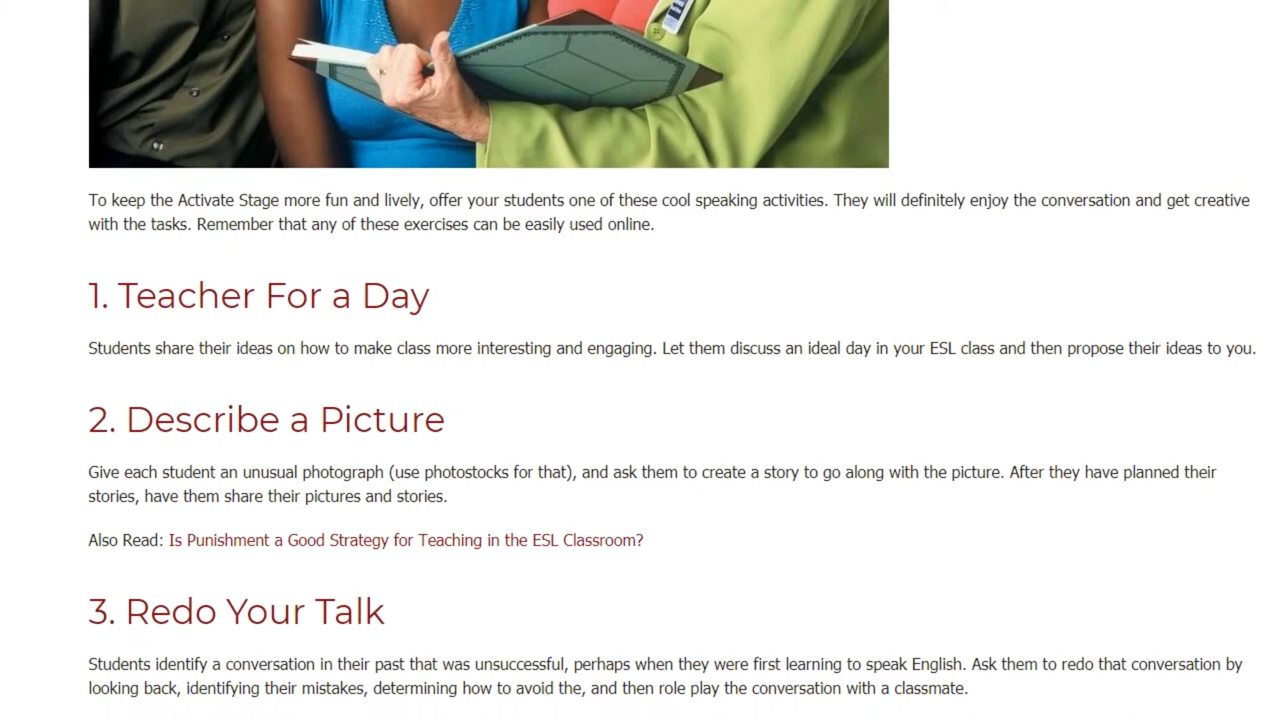 To keep the Activate Stage more fun and lively, offer your students one of these cool speaking activities. They will definitely enjoy the conversation and get creative
with the tasks. Remember that any of these exercises can be easily used online.
1. Teacher For a Day
Students share their ideas on how to make class more interesting and engaging. Let them discuss an ideal day in your ESL class and then propose their ideas to you.
2. Describe a Picture
Give each student an unusual photograph (use photostocks for that), and ask them to create a story to go along with the picture. After they have planned their
stories, have them share their pictures and stories.
Also Read: Is Punishment a Good Strategy for Teaching in the ESL Classroom?
3. Redo Your Talk
Students identify a conversation in their past that was unsuccessful, perhaps when they were first learning to speak English. Ask them to redo that conversation by
looking back, identifying their mistakes, determining how to avoid the, and then role play the conversation with a classmate.